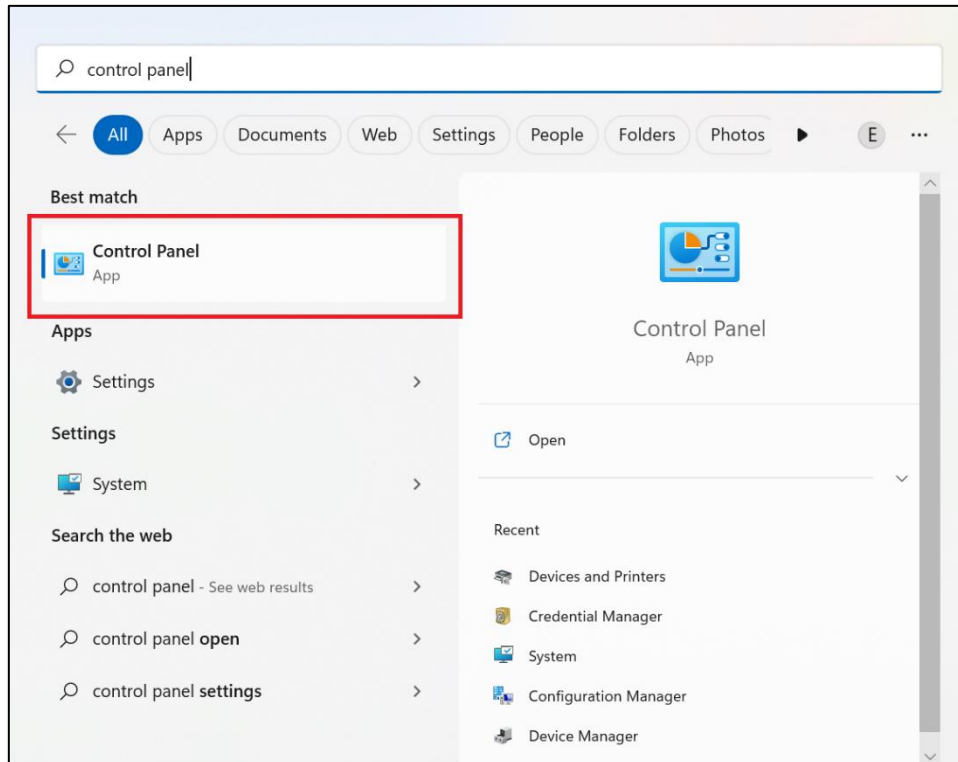 control panel
All Apps Documents Web Settings People Folders Photos E ...
Best match
Control Panel
App
Apps
Settings
Settings
System
Search the web
control panel - See web results
control panel open
control panel settings
Control Panel
App
Open
Recent
Devices and Printers
Credential Manager
System
Configuration Manager
Device Manager